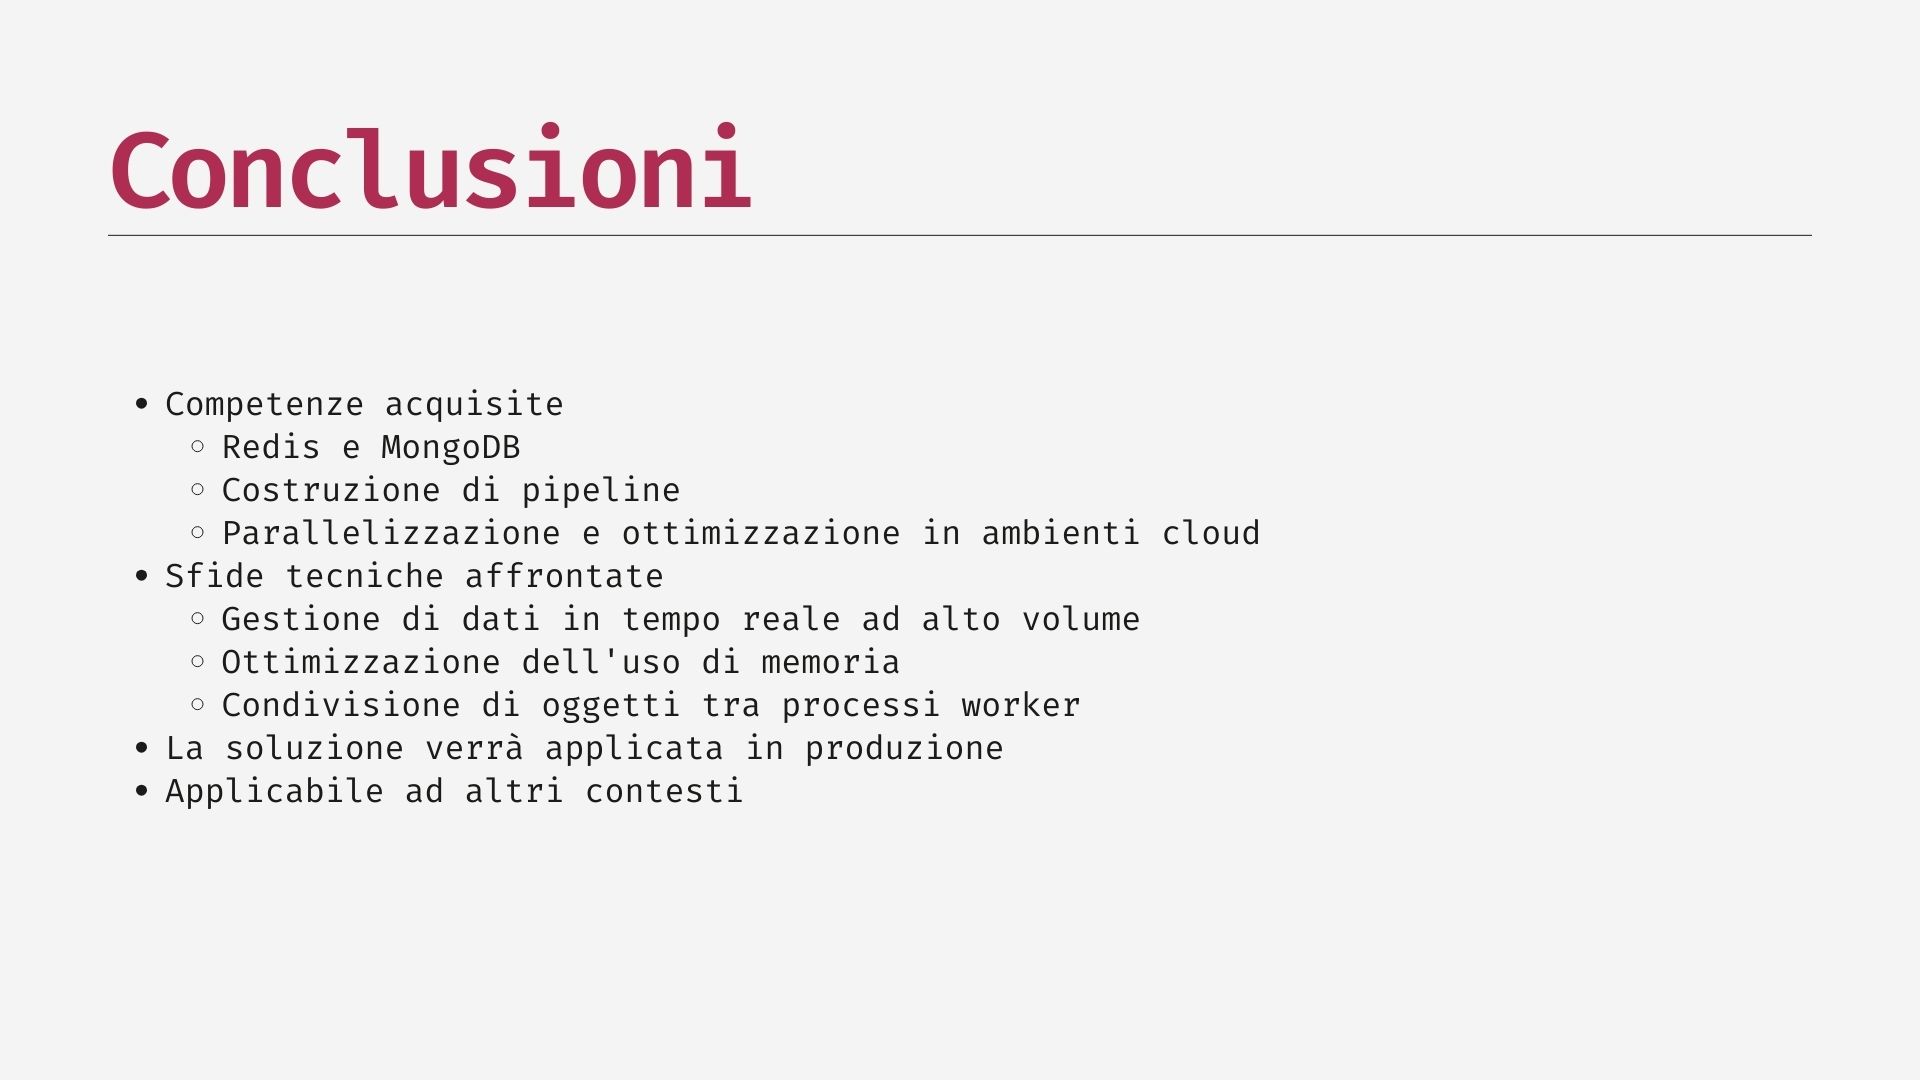 Conclusioni
• Competenze acquisite
○ Redis e MongoDB
○ Costruzione di pipeline
○ Parallelizzazione e ottimizzazione in ambienti cloud
• Sfide tecniche affrontate
○ Gestione di dati in tempo reale ad alto volume
○ Ottimizzazione dell'uso di memoria
○ Condivisione di oggetti tra processi worker
• La soluzione verrà applicata in produzione
• Applicabile ad altri contesti